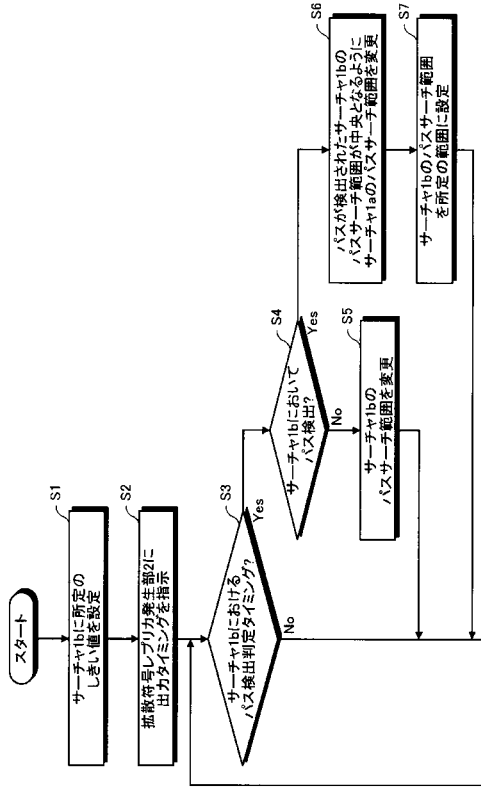 スタート
S1
サーチャ1bに所定の
しきい値を設定
S2
拡散符号レプリカ発生部2に
出力タイミングを指示
S3
サーチャ1bにおける
パス検出判定タイミング?
Yes
No
S4
サーチャ1bにおいて
パス検出?
Yes
No
S5
サーチャ1bの
パスサーチ範囲を変更
S6
パスが検出されたサーチャ1bの
パスサーチ範囲が中央となるように
サーチャ1aのパスサーチ範囲を変更
S7
サーチャ1bのパスサーチ範囲
を所定の範囲に設定